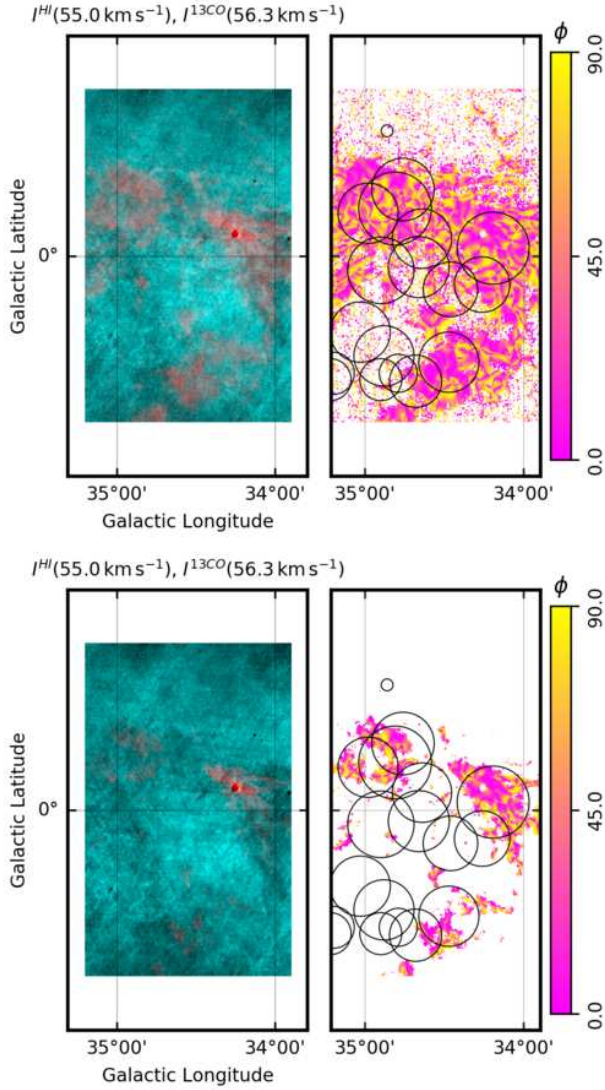 I^HI(55.0 km s⁻¹), I^13CO(56.3 km s⁻¹)
ϕ
90.0
45.0
0.0
Galactic Latitude
0°
35°00' 34°00' 35°00' 34°00'
Galactic Longitude
I^HI(55.0 km s⁻¹), I^13CO(56.3 km s⁻¹)
ϕ
90.0
45.0
0.0
Galactic Latitude
0°
35°00' 34°00' 35°00' 34°00'
Galactic Longitude